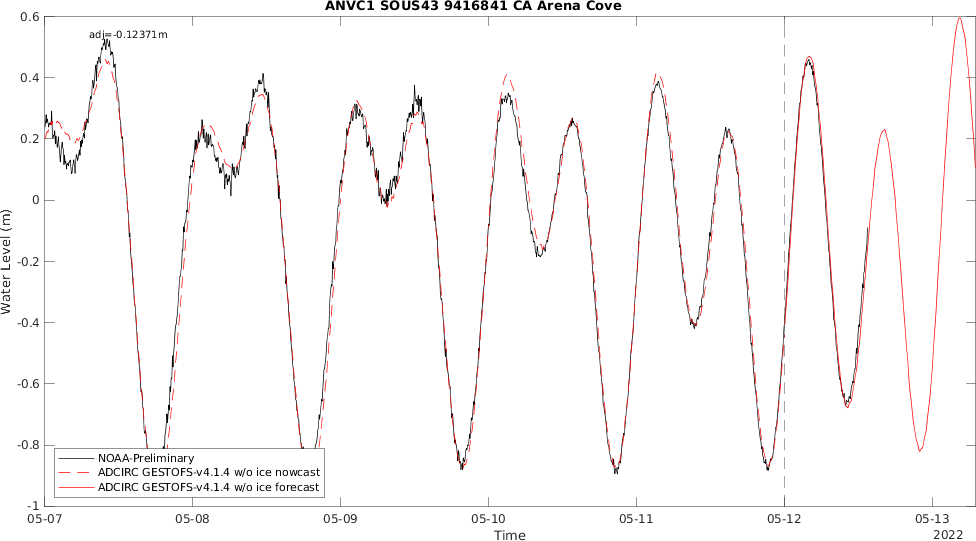 ANVC1 SOUS43 9416841 CA Arena Cove
adj=-0.12371m
0.6
0.4
0.2
0
-0.2
-0.4
-0.6
-0.8
-1
Water Level (m)
NOAA-Preliminary
ADCIRC GESTOFS-v4.1.4 w/o ice nowcast
ADCIRC GESTOFS-v4.1.4 w/o ice forecast
05-07 05-08 05-09 05-10 05-11 05-12 05-13
Time
2022